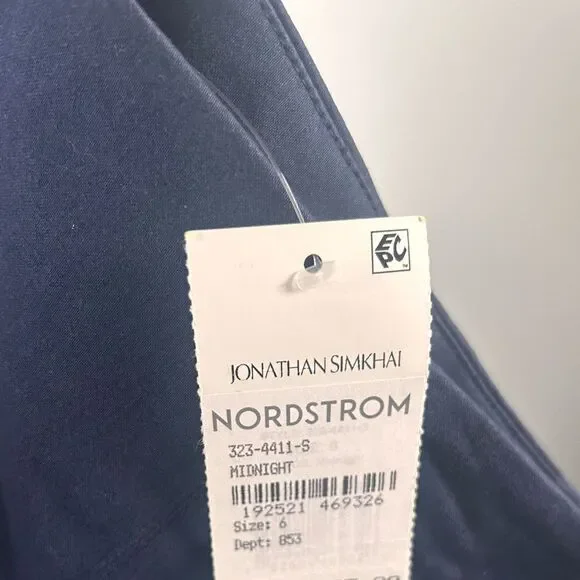 EPC
JONATHAN SIMKHAI
NORDSTROM
323-4411-S
MIDNIGHT
192521 469326
Size: 6
Dept: 853